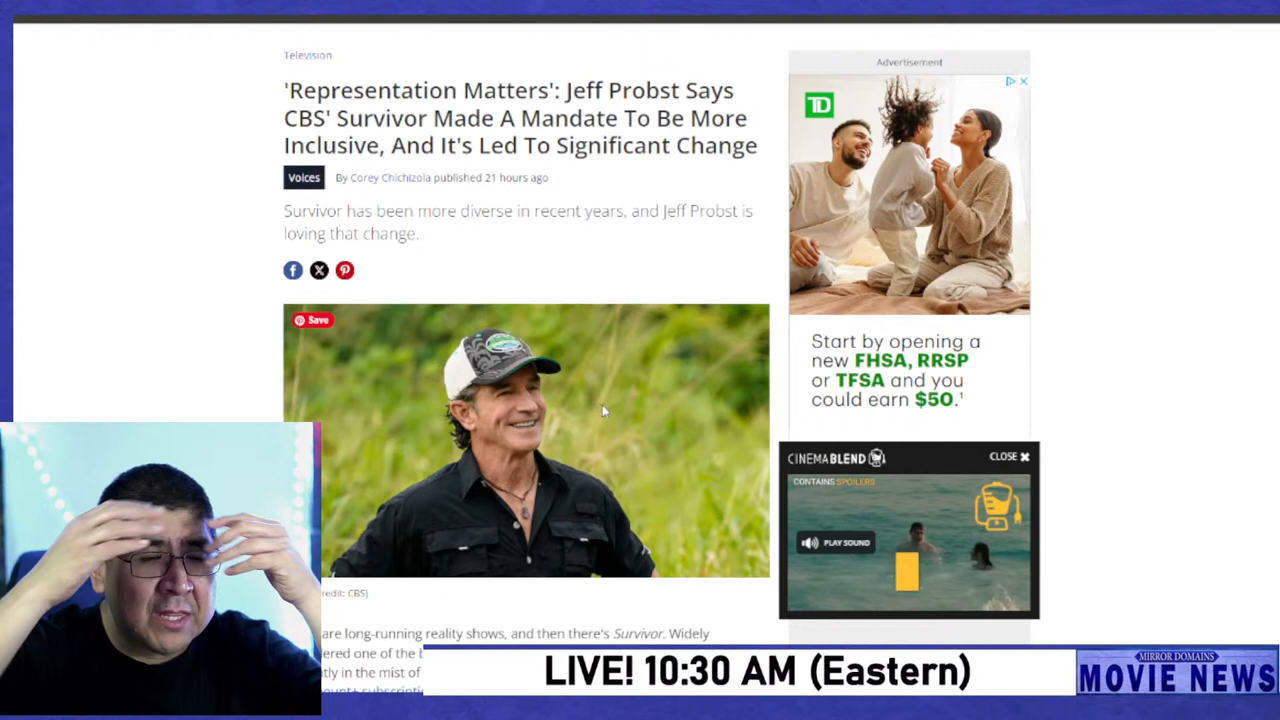 Television
'Representation Matters': Jeff Probst Says
CBS' Survivor Made A Mandate To Be More
Inclusive, And It's Led To Significant Change
Voices
By Corey Chichizola published 21 hours ago
Survivor has been more diverse in recent years, and Jeff Probst is
loving that change.
Save
redit: CBS)
are long-running reality shows, and then there's Survivor. Widely
ered one of the b
tly in the mist of
ount+ subscripti
Advertisement
TD
Start by opening a
new FHSA, RRSP
or TFSA and you
could earn $50.¹
CINEMABLEND
CLOSE ✖
CONTAINS SPOILERS
PLAY SOUND
LIVE! 10:30 AM (Eastern)
MIRROR DOMAINS
MOVIE NEWS